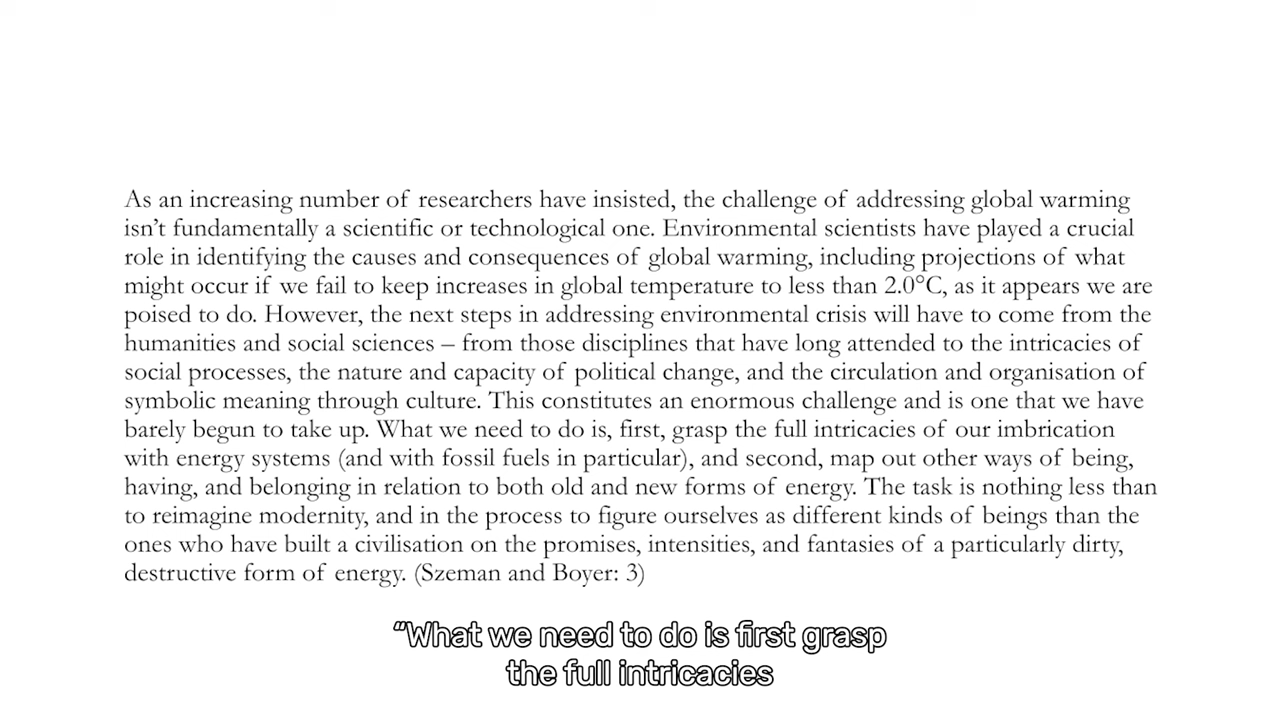 As an increasing number of researchers have insisted, the challenge of addressing global warming
isn’t fundamentally a scientific or technological one. Environmental scientists have played a crucial
role in identifying the causes and consequences of global warming, including projections of what
might occur if we fail to keep increases in global temperature to less than 2.0°C, as it appears we are
poised to do. However, the next steps in addressing environmental crisis will have to come from the
humanities and social sciences – from those disciplines that have long attended to the intricacies of
social processes, the nature and capacity of political change, and the circulation and organisation of
symbolic meaning through culture. This constitutes an enormous challenge and is one that we have
barely begun to take up. What we need to do is, first, grasp the full intricacies of our imbrication
with energy systems (and with fossil fuels in particular), and second, map out other ways of being,
having, and belonging in relation to both old and new forms of energy. The task is nothing less than
to reimagine modernity, and in the process to figure ourselves as different kinds of beings than the
ones who have built a civilisation on the promises, intensities, and fantasies of a particularly dirty,
destructive form of energy. (Szeman and Boyer: 3)
“What we need to do is first grasp
the full intricacies